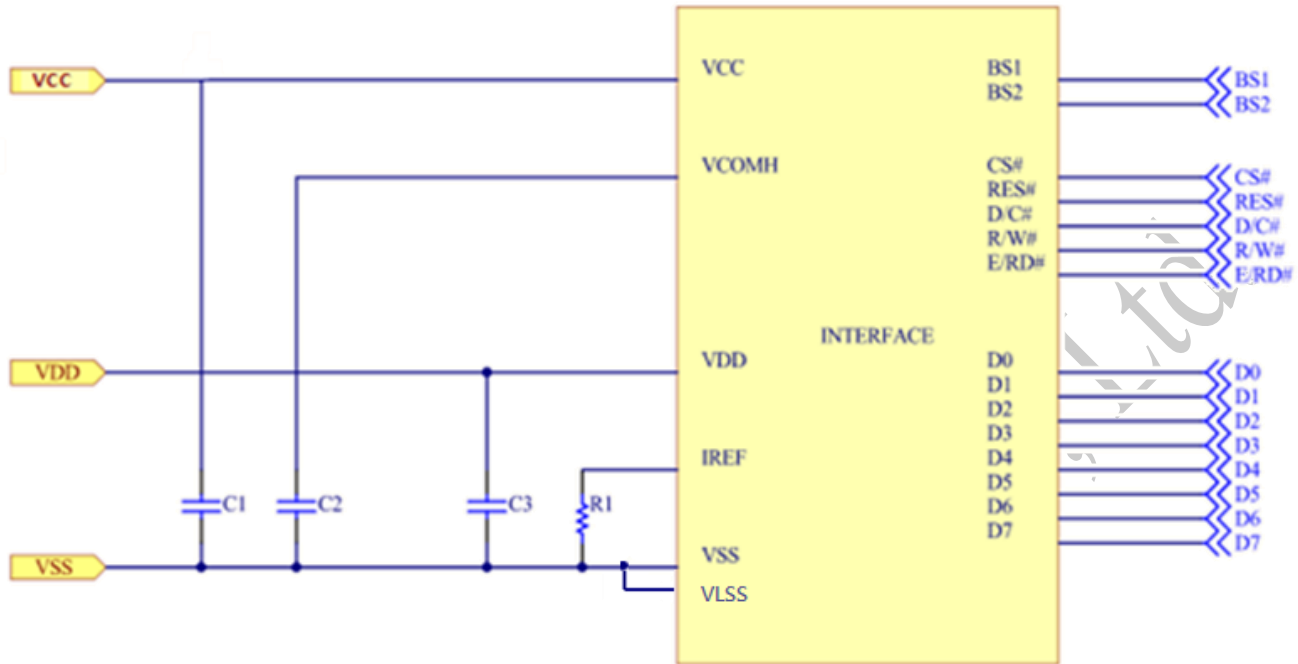 VCC
VCC
BS1
BS1
BS2
BS2
VCOMH
CS#
CS#
RES#
RES#
D/C#
D/C#
R/W#
R/W#
E/RD#
E/RD#
INTERFACE
VDD
VDD
D0
D0
D1
D1
D2
D2
D3
D3
IREF
D4
D4
D5
D5
C1
C2
C3
R1
D6
D6
D7
D7
VSS
VSS
VLSS
Ltd